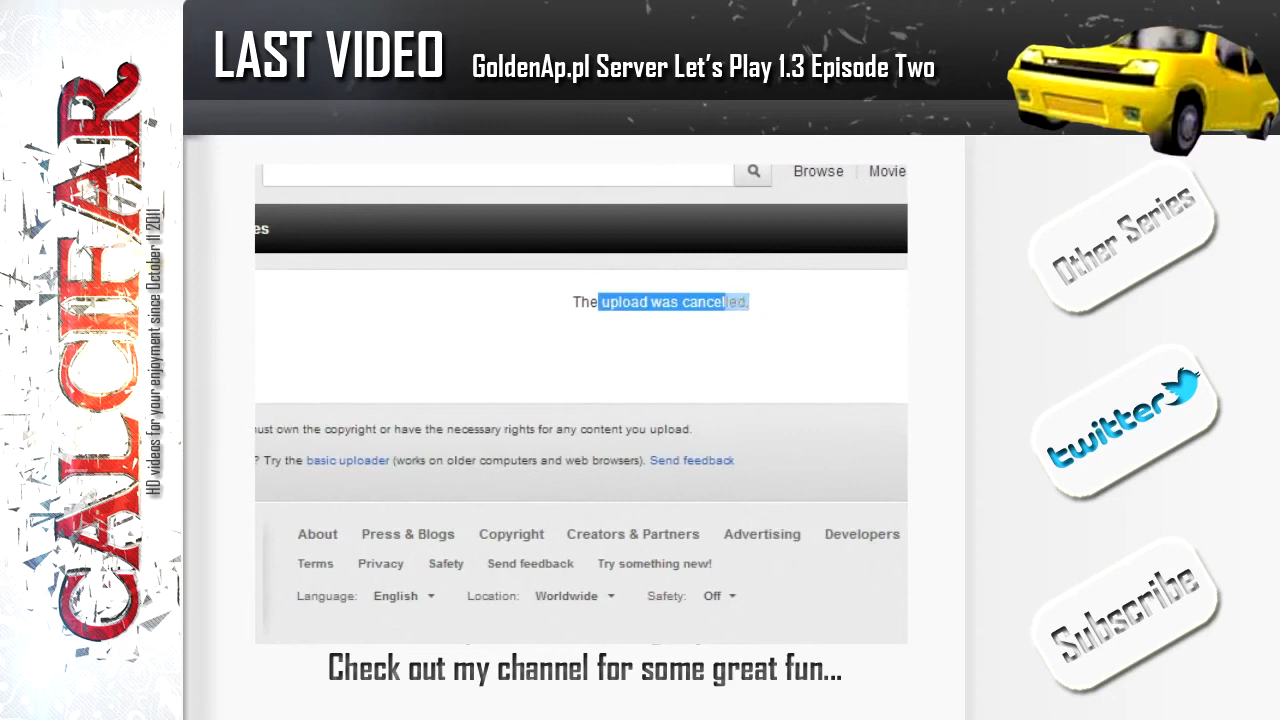 CALCIFAR
HD videos for your enjoyment since October 11 2011
LAST VIDEO
GoldenAp.pl Server Let's Play 1.3 Episode Two
Browse Movie
es
The upload was cancelled.
must own the copyright or have the necessary rights for any content you upload.
? Try the basic uploader (works on older computers and web browsers). Send feedback
About Press & Blogs Copyright Creators & Partners Advertising Developers
Terms Privacy Safety Send feedback Try something new!
Language: English Location: Worldwide Safety: Off
Check out my channel for some great fun...
Other Series
twitter
Subscribe